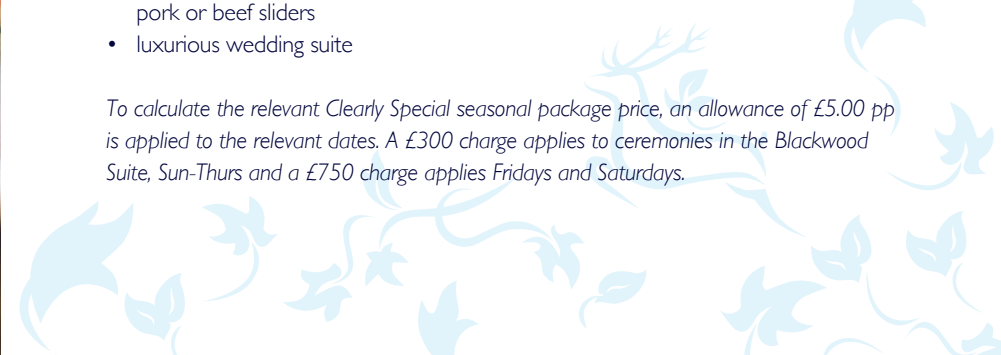 pork or beef sliders
• luxurious wedding suite
To calculate the relevant Clearly Special seasonal package price, an allowance of £5.00 pp
is applied to the relevant dates. A £300 charge applies to ceremonies in the Blackwood
Suite, Sun-Thurs and a £750 charge applies Fridays and Saturdays.